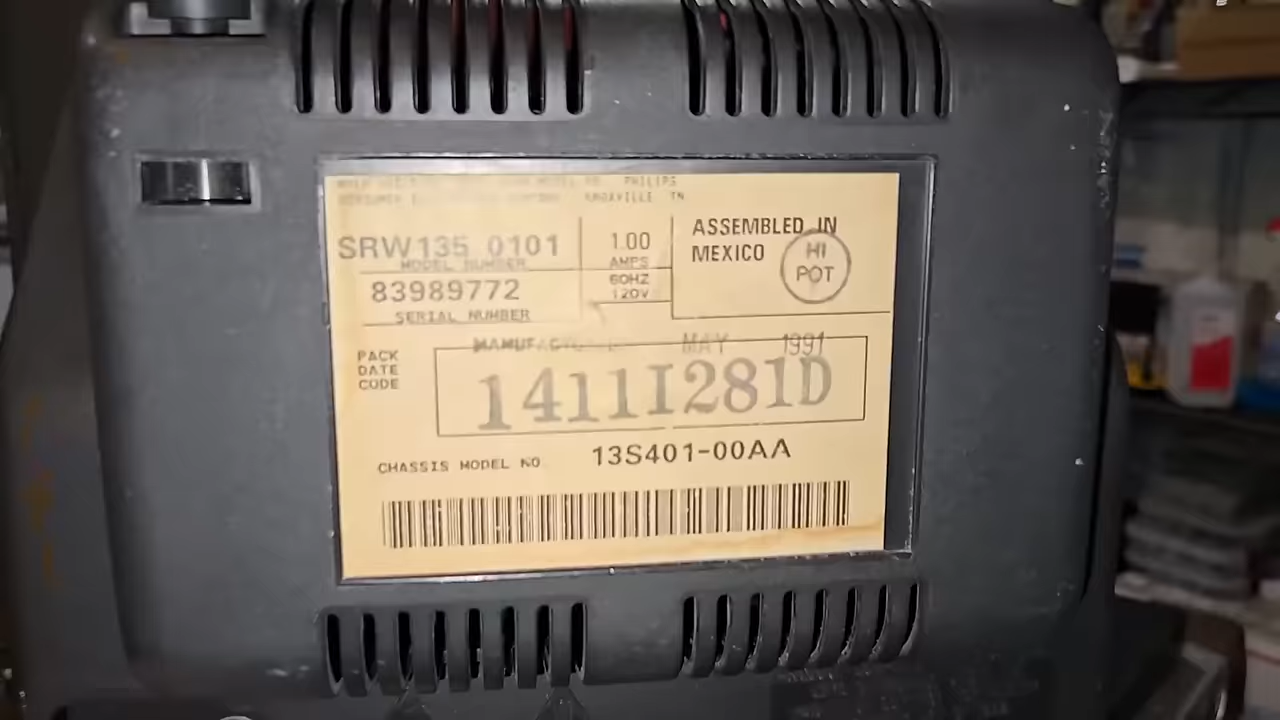 PHILIPS
KNOXVILLE TN
SRW135 0101
MODEL NUMBER
83989772
SERIAL NUMBER
1.00
AMPS
60HZ
120V
ASSEMBLED IN
MEXICO
HI
POT
MAY 1991
PACK
DATE
CODE
1411I281D
CHASSIS MODEL NO. 13S401-00AA